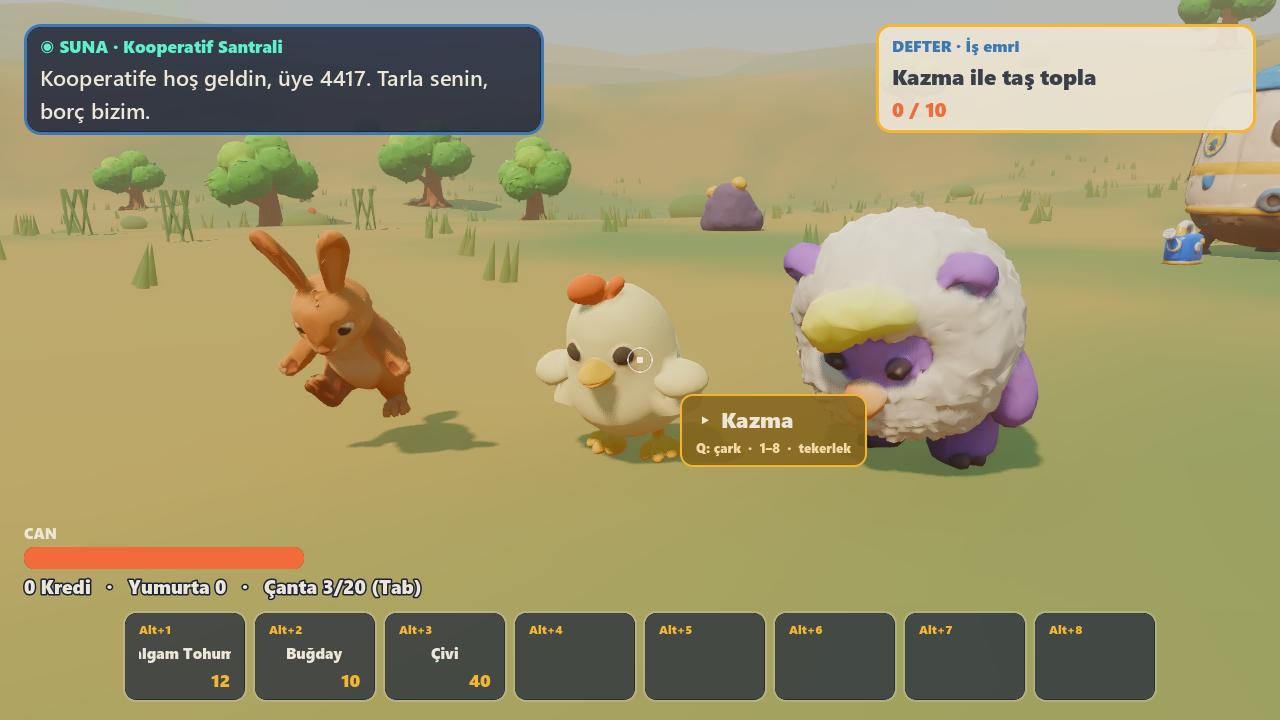 ◉ SUNA · Kooperatif Santrali
Kooperatife hoş geldin, üye 4417. Tarla senin,
borç bizim.
DEFTER · İş emri
Kazma ile taş topla
0 / 10
▸ Kazma
Q: çark · 1–8 · tekerlek
CAN
0 Kredi · Yumurta 0 · Çanta 3/20 (Tab)
Alt+1
lgam Tohum
12
Alt+2
Buğday
10
Alt+3
Çivi
40
Alt+4
Alt+5
Alt+6
Alt+7
Alt+8